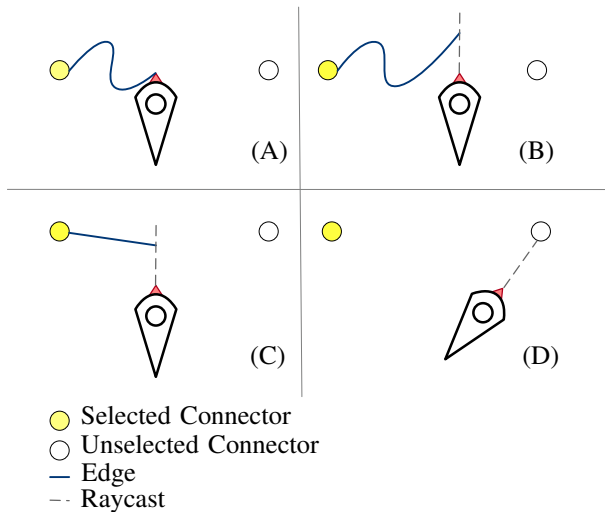 (A)
(B)
(C)
(D)
Selected Connector
Unselected Connector
Edge
Raycast